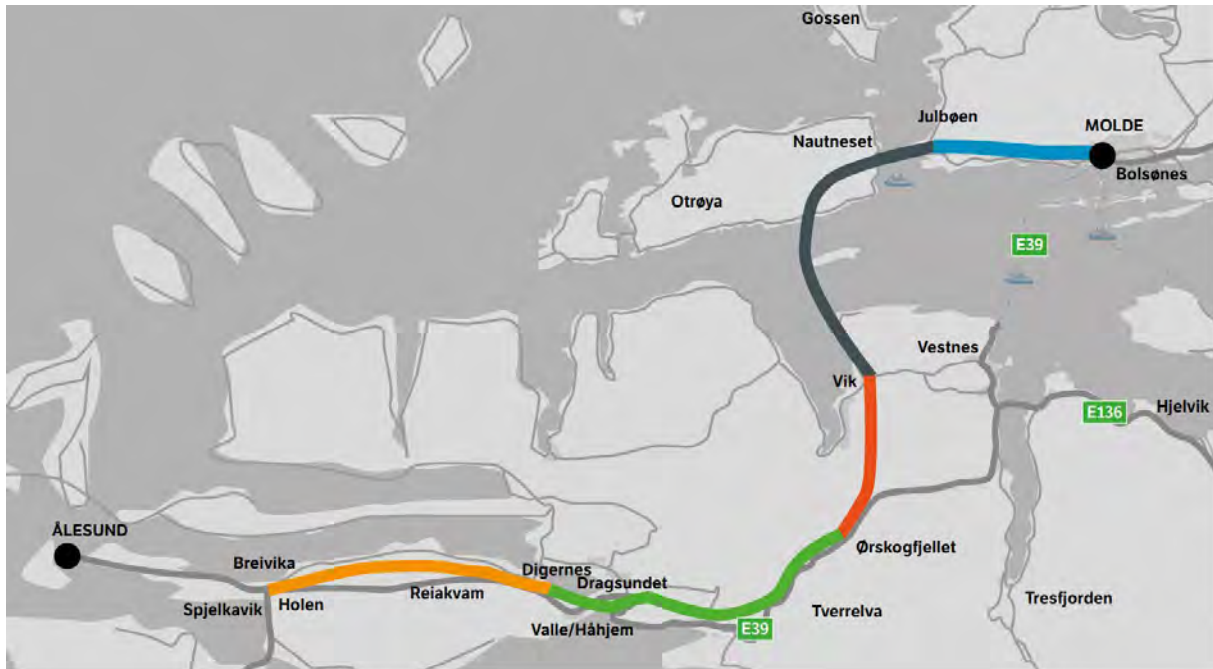 Gossen
Julbøen
MOLDE
Nautneset
Bolsønes
Otrøya
E39
Vestnes
Vik
E136
Hjelvik
ÅLESUND
Ørskogfjellet
Breivika
Digernes
Dragsundet
Reiakvam
Spjelkavik
Holen
Tverrelva
Tresfjorden
Valle/Håhjem
E39